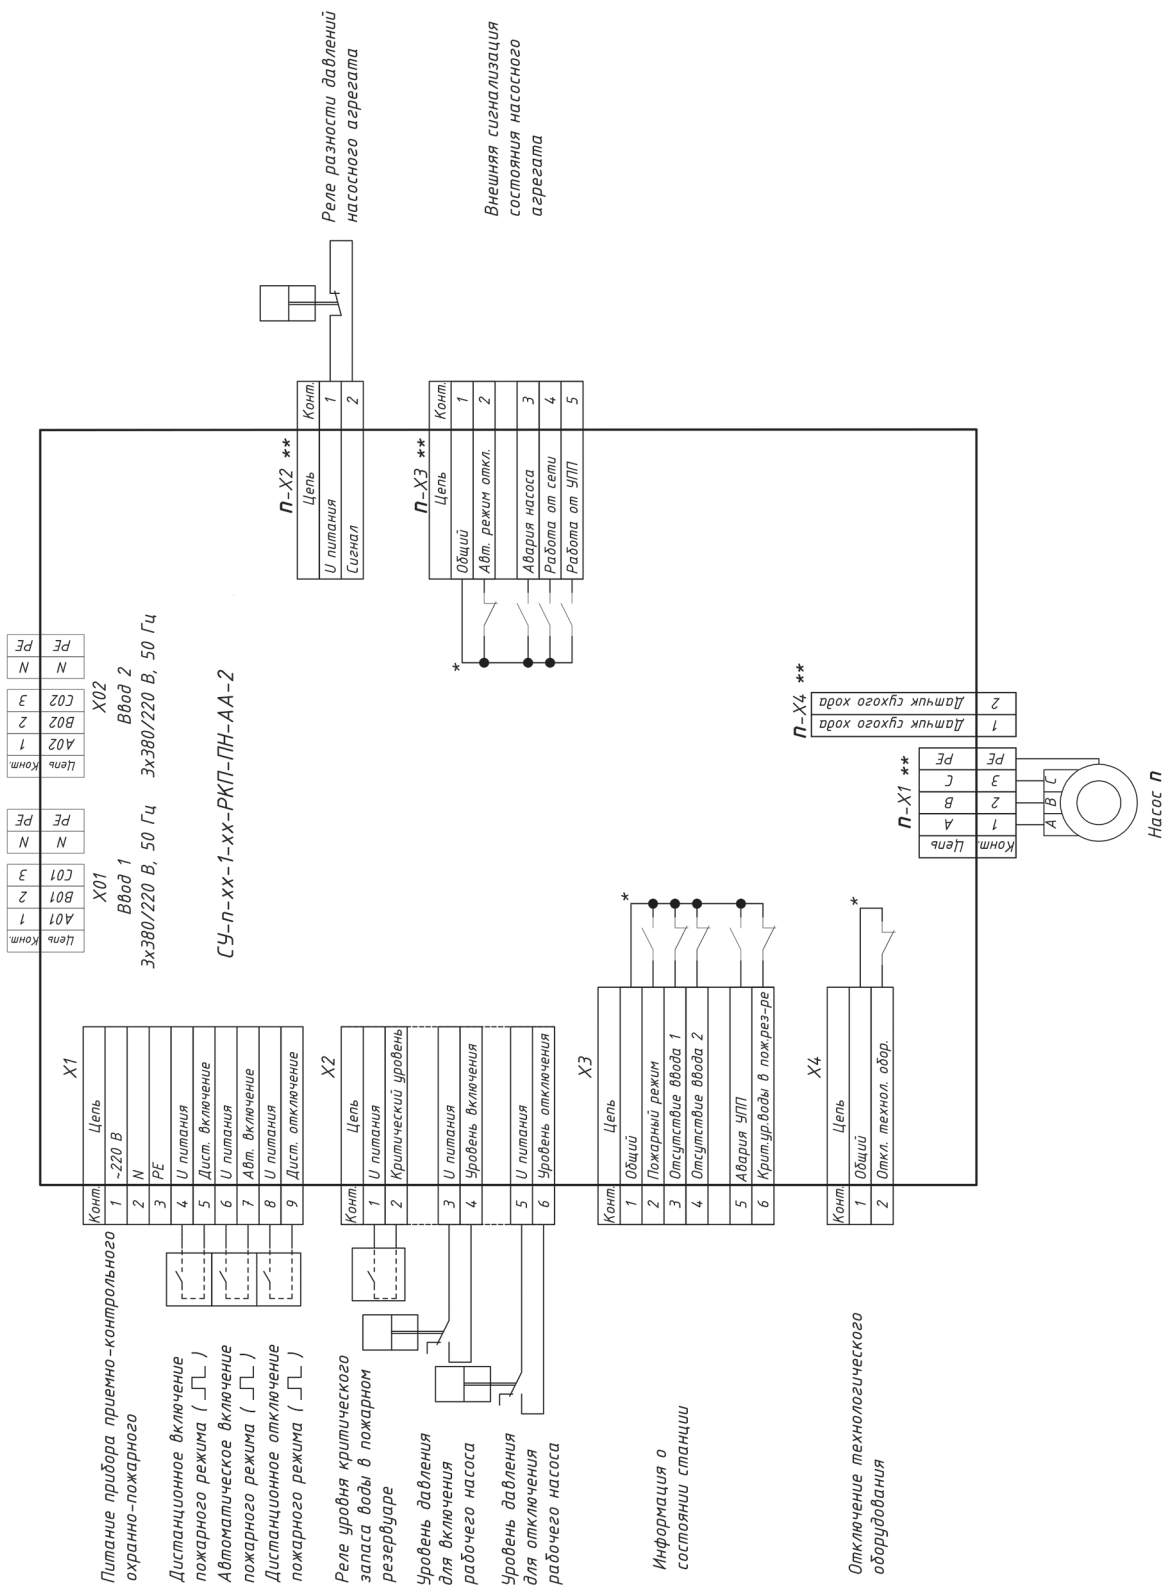 Питание прибора приемно-контрольного
охранно-пожарного
Дистанционное включение
пожарного режима ( )
Автоматическое включение
пожарного режима ( )
Дистанционное отключение
пожарного режима ( )
Реле уровня критического
запаса воды в пожарном
резервуаре
Уровень давления
для включения
рабочего насоса
Уровень давления
для отключения
рабочего насоса
Информация о
состоянии станции
Отключение технологического
оборудования
X1
Конт. Цепь
1 ~220 В
2 N
3 PE
4 U питания
5 Дист. включение
6 U питания
7 Авт. включение
8 U питания
9 Дист. отключение
X2
Конт. Цепь
1 U питания
2 Критический уровень
3 U питания
4 Уровень включения
5 U питания
6 Уровень отключения
X3
Конт. Цепь
1 Общий
2 Пожарный режим
3 Отсутствие ввода 1
4 Отсутствие ввода 2
5 Авария УПП
6 Крит.ур.воды в пож.рез-ре
*
X4
Конт. Цепь
1 Общий
2 Откл. технол. обор.
*
Конт. Цепь
1 A01
2 B01
3 C01
N N
PE PE
X01
Ввод 1
3x380/220 В, 50 Гц
Конт. Цепь
1 A02
2 B02
3 C02
N N
PE PE
X02
Ввод 2
3x380/220 В, 50 Гц
СУ-п-хх-1-хх-РКП-ПН-АА-2
п-X2 **
Цепь Конт.
U питания 1
Сигнал 2
Реле разности давлений
насосного агрегата
п-X3 **
Цепь Конт.
Общий 1
Авт. режим откл. 2
Авария насоса 3
Работа от сети 4
Работа от УПП 5
*
Внешняя сигнализация
состояния насосного
агрегата
п-X1 **
Цепь Конт.
A 1
B 2
C 3
PE PE
A B C
п-X4 **
Датчик сухого хода 1
Датчик сухого хода 2
Насос п